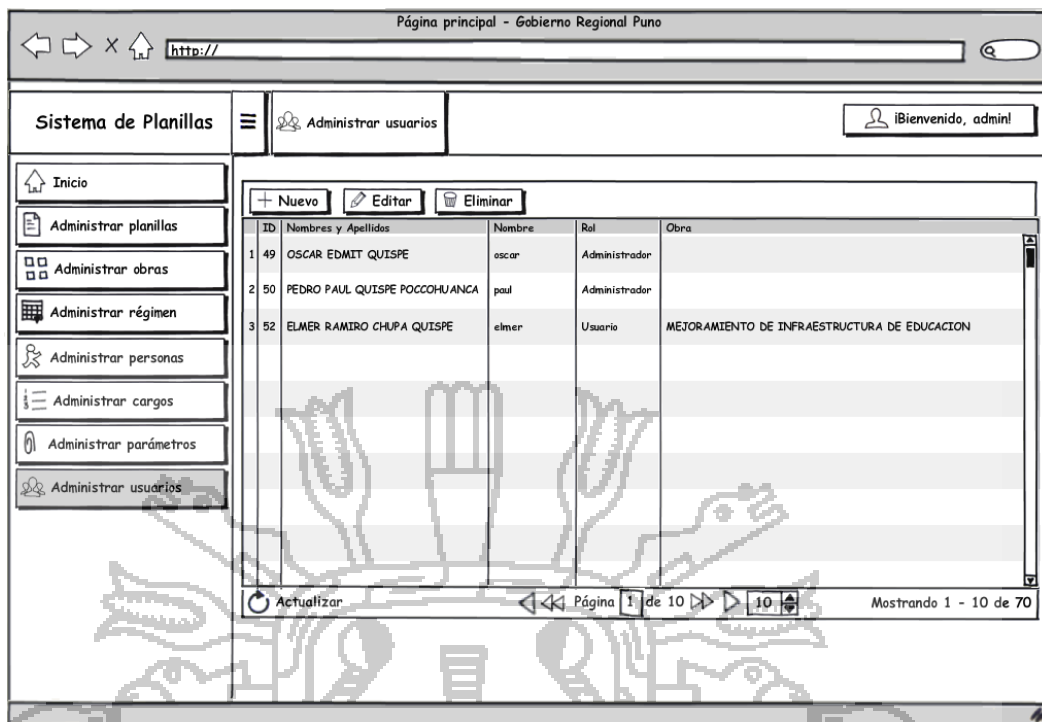 Página principal - Gobierno Regional Puno
http://
Sistema de Planillas
Administrar usuarios
¡Bienvenido, admin!
Inicio
Administrar planillas
Administrar obras
Administrar régimen
Administrar personas
Administrar cargos
Administrar parámetros
Administrar usuarios
Nuevo Editar Eliminar
ID Nombres y Apellidos Nombre Rol Obra
1 49 OSCAR EDMIT QUISPE oscar Administrador
2 50 PEDRO PAUL QUISPE POCCOHUANCA paul Administrador
3 52 ELMER RAMIRO CHUPA QUISPE elmer Usuario MEJORAMIENTO DE INFRAESTRUCTURA DE EDUCACION
Actualizar Página 1 de 10 10 Mostrando 1 - 10 de 70